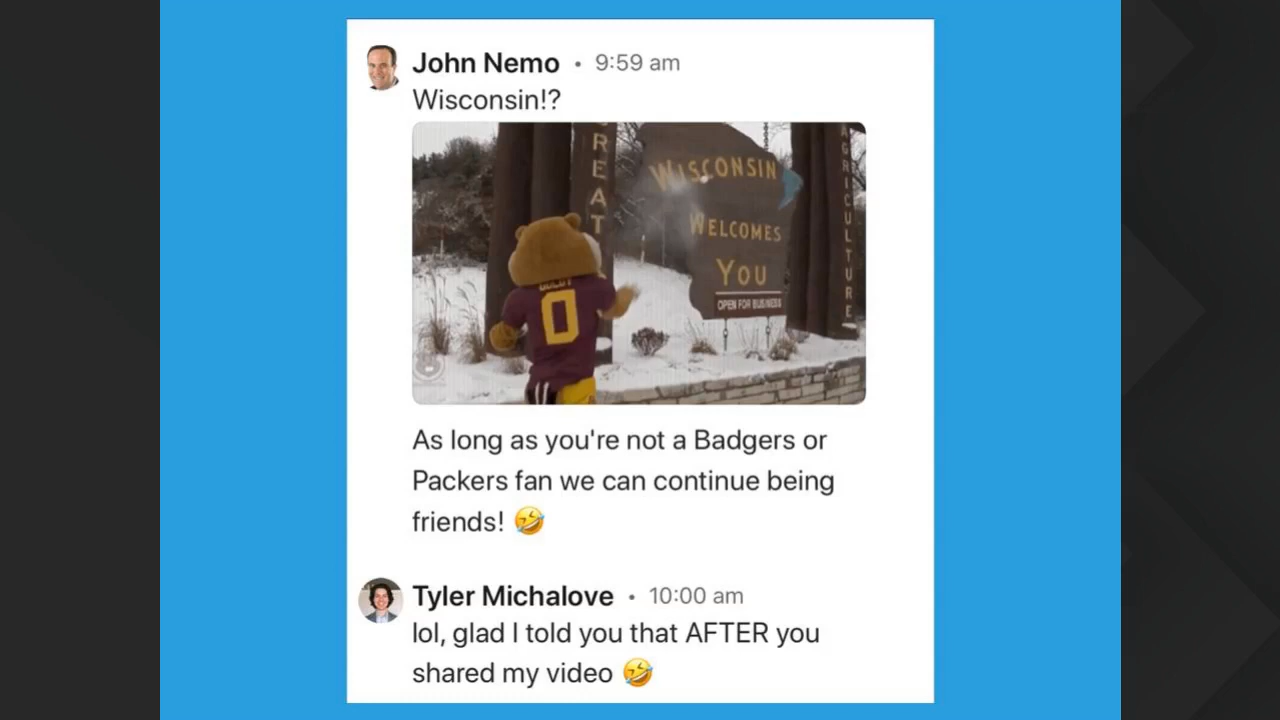 John Nemo • 9:59 am
Wisconsin!?
GREAT
WISCONSIN
WELCOMES
YOU
OPEN FOR BUSINESS
AGRICULTURE
GOLDY
0
As long as you're not a Badgers or
Packers fan we can continue being
friends! 🤣
Tyler Michalove • 10:00 am
lol, glad I told you that AFTER you
shared my video 🤣